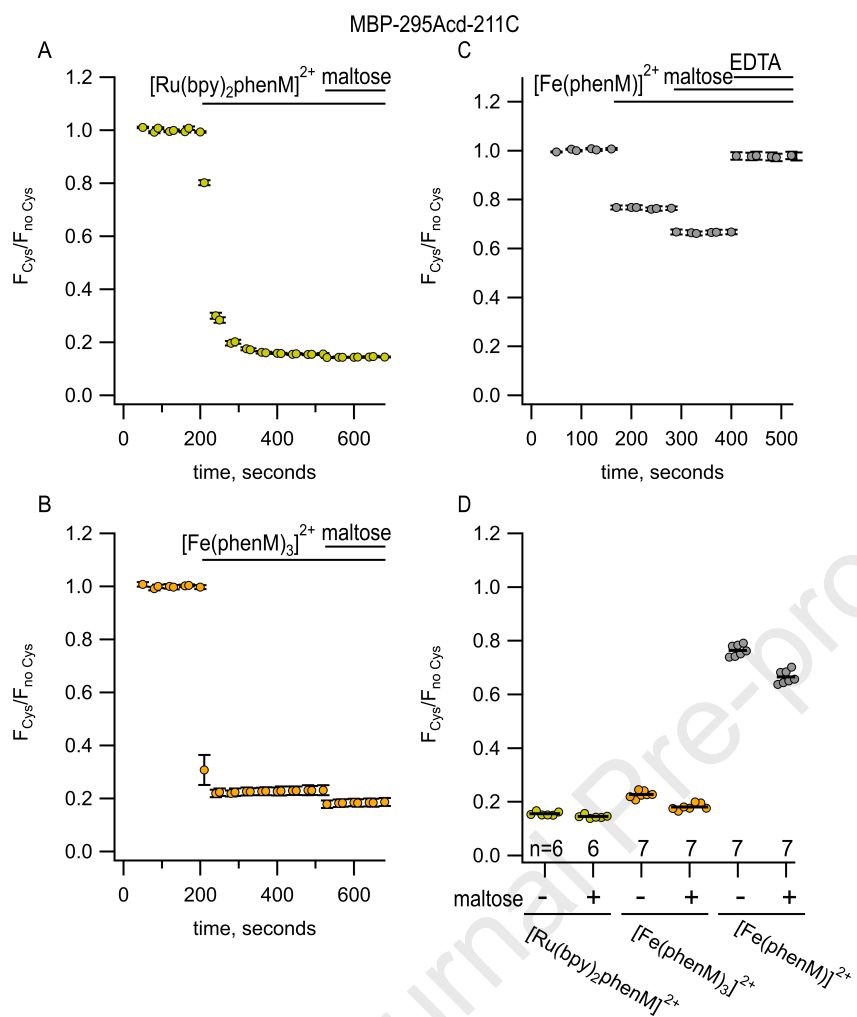 MBP-295Acd-211C
A
[Ru(bpy)2phenM]2+ maltose
1.2
1.0
0.8
0.6
0.4
0.2
0.0
FCys/Fno Cys
0 200 400 600
time, seconds
C
EDTA
[Fe(phenM)]2+ maltose
1.2
1.0
0.8
0.6
0.4
0.2
0.0
FCys/Fno Cys
0 100 200 300 400 500
time, seconds
B
[Fe(phenM)3]2+ maltose
1.2
1.0
0.8
0.6
0.4
0.2
0.0
FCys/Fno Cys
0 200 400 600
time, seconds
D
1.2
1.0
0.8
0.6
0.4
0.2
0.0
FCys/Fno Cys
n=6 6 7 7 7 7
maltose - + - + - +
[Ru(bpy)2phenM]2+
[Fe(phenM)3]2+
[Fe(phenM)]2+
urnal Pre-pro